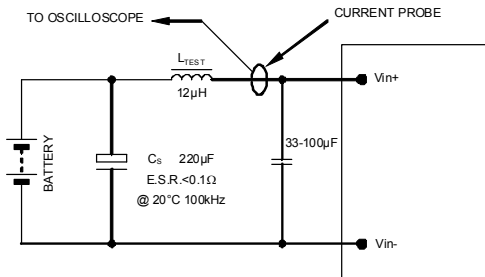 TO OSCILLOSCOPE
CURRENT PROBE
LTEST
12µH
Vin+
33-100µF
BATTERY
CS 220µF
E.S.R.<0.1Ω
@ 20°C 100kHz
Vin-